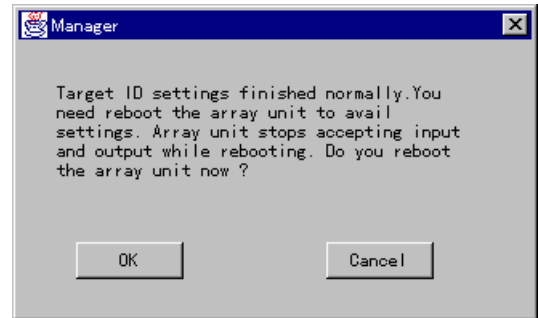 Manager
Target ID settings finished normally.You
need reboot the array unit to avail
settings. Array unit stops accepting input
and output while rebooting. Do you reboot
the array unit now ?
OK
Cancel